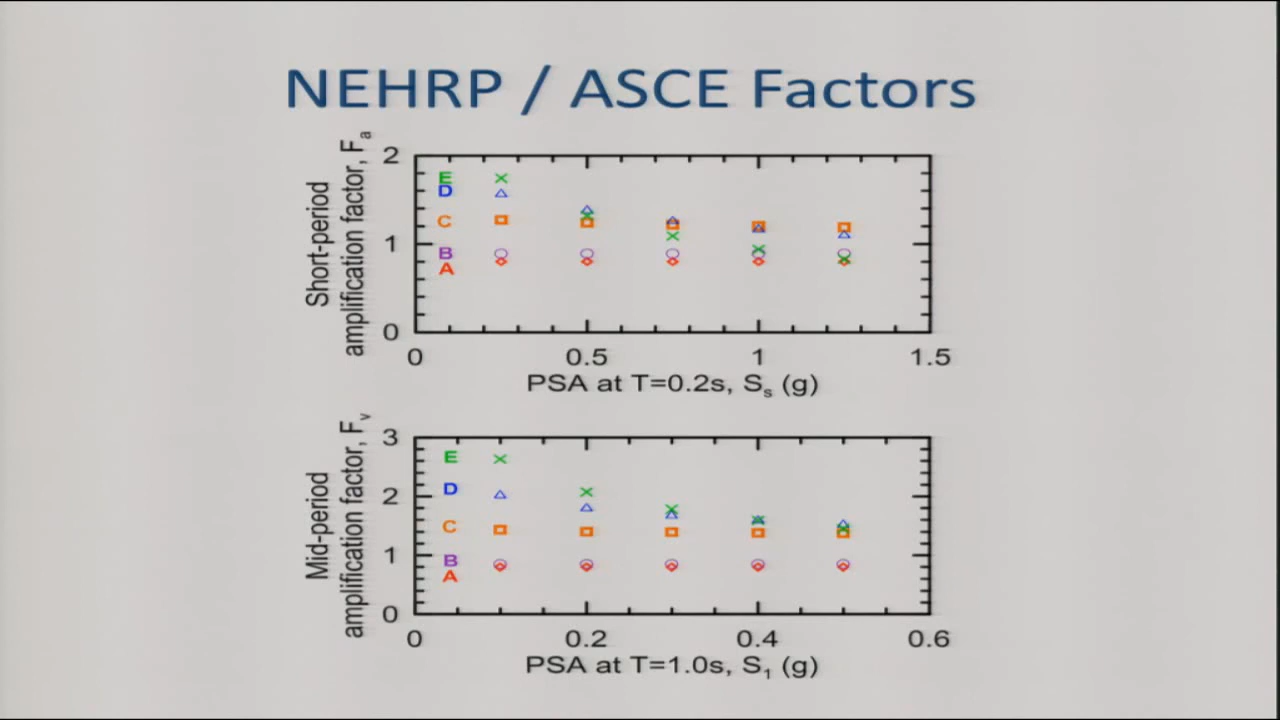 NEHRP / ASCE Factors
Short-period
amplification factor, Fₐ
2
1
0
E
D
C
B
A
0 0.5 1 1.5
PSA at T=0.2s, Sₛ (g)
Mid-period
amplification factor, Fᵥ
3
2
1
0
E
D
C
B
A
0 0.2 0.4 0.6
PSA at T=1.0s, S₁ (g)